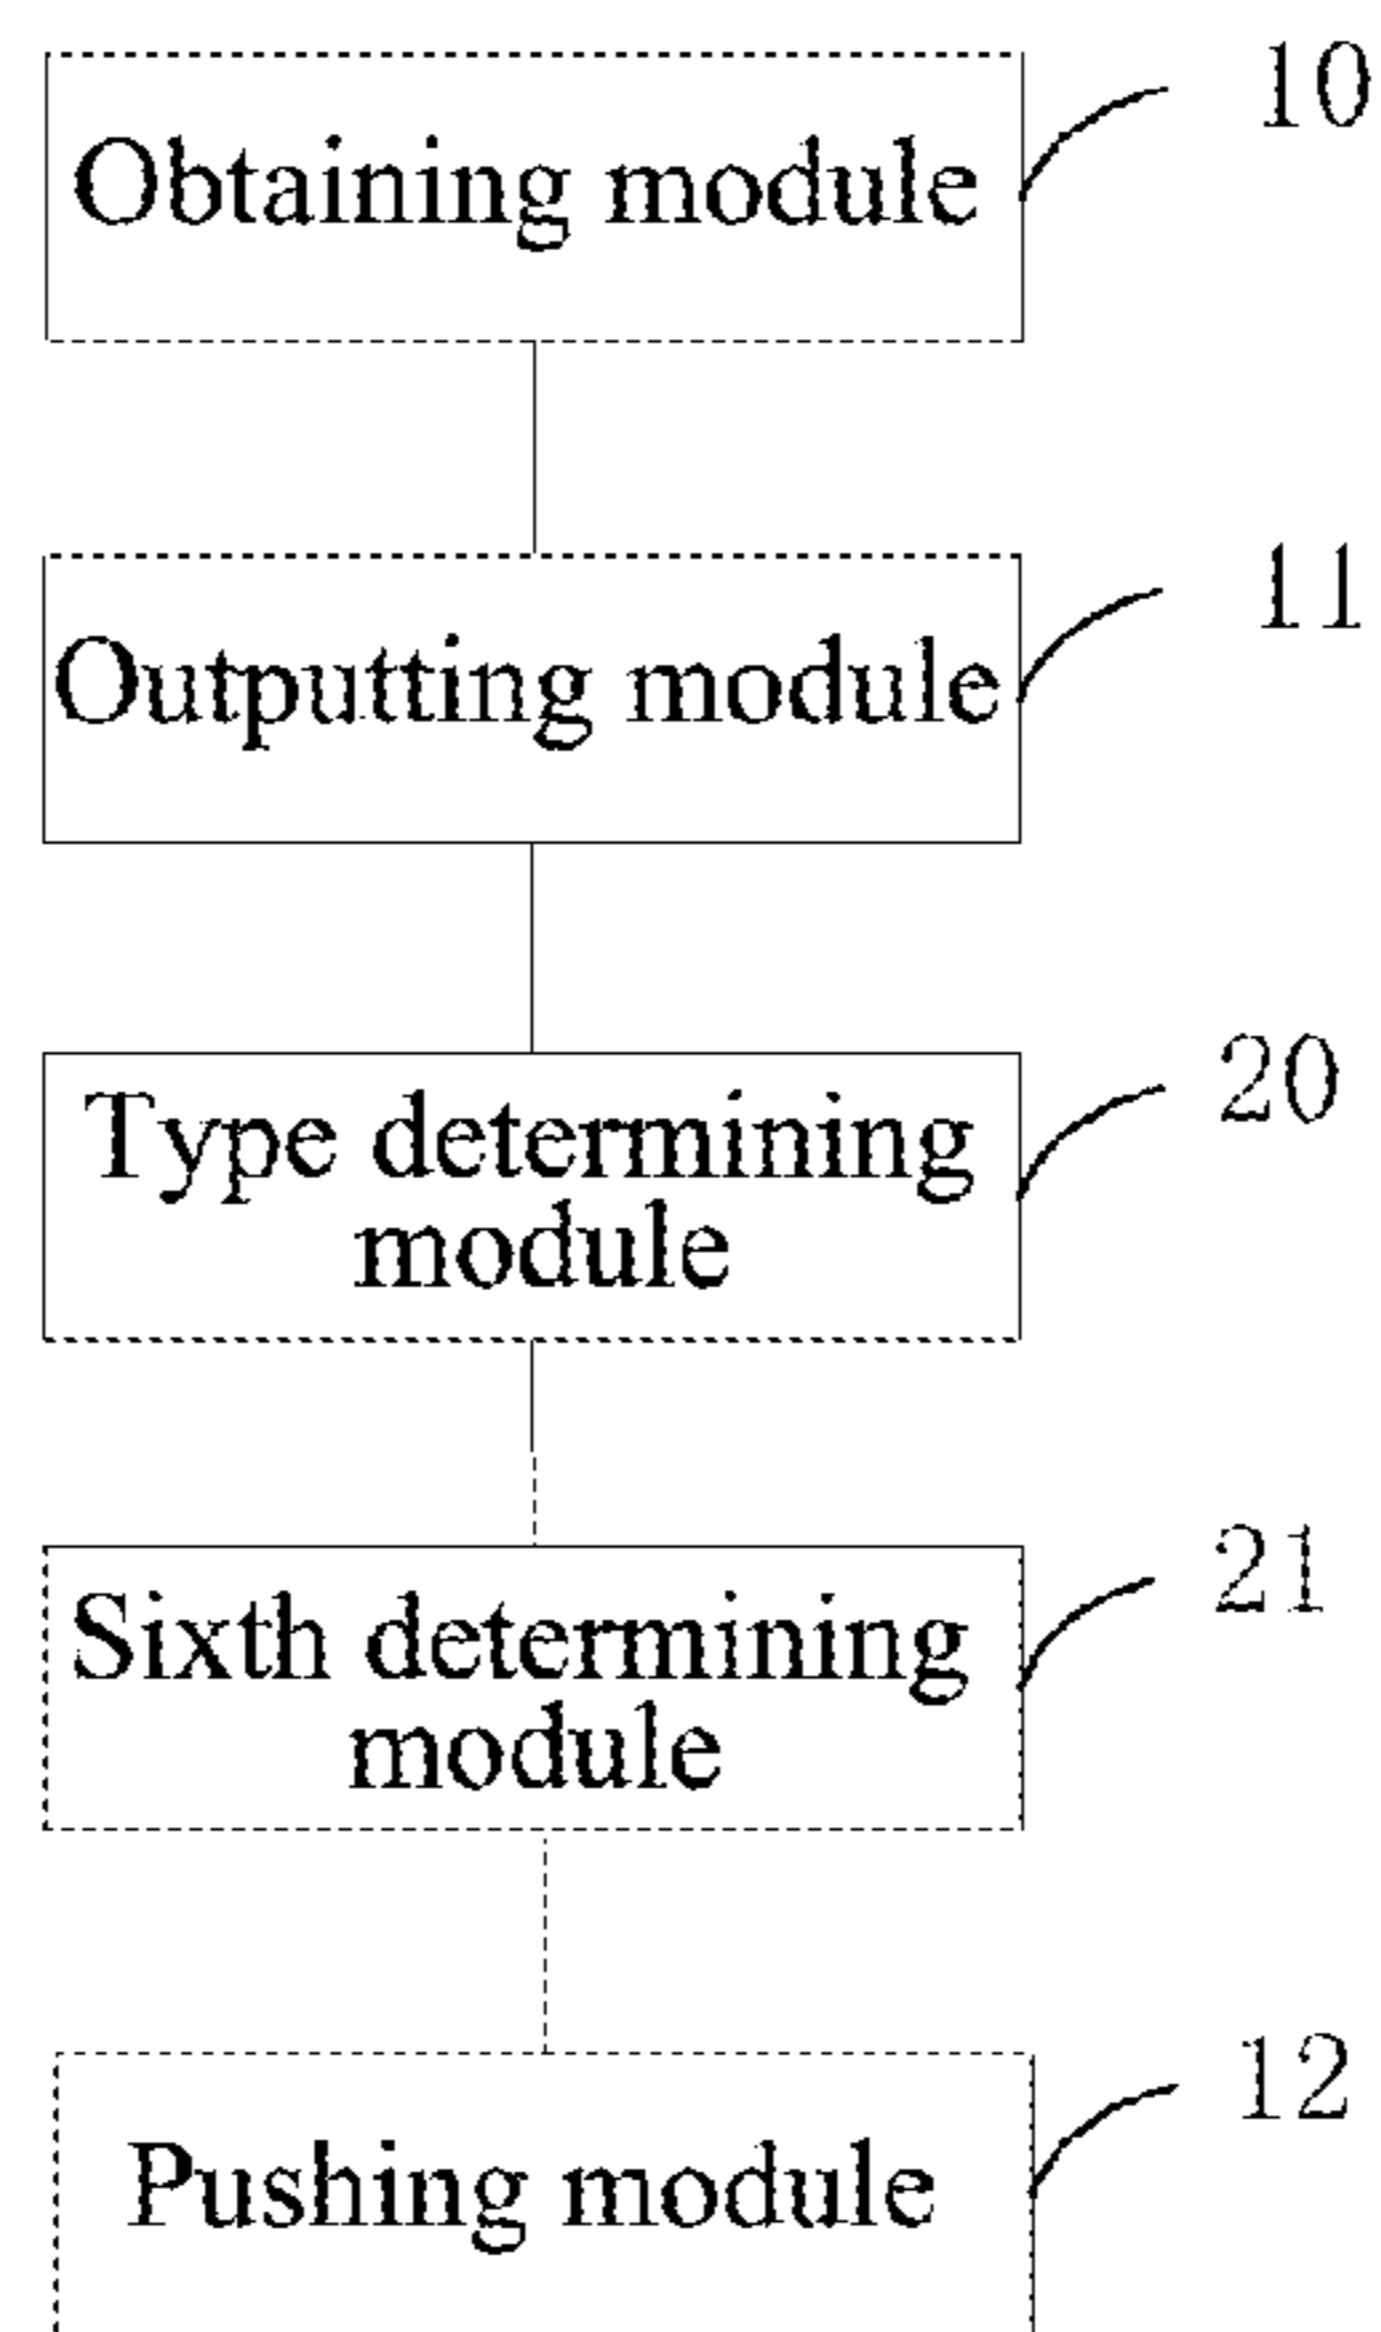 Obtaining module
10
Outputting module
11
Type determining
module
20
Sixth determining
module
21
Pushing module
12